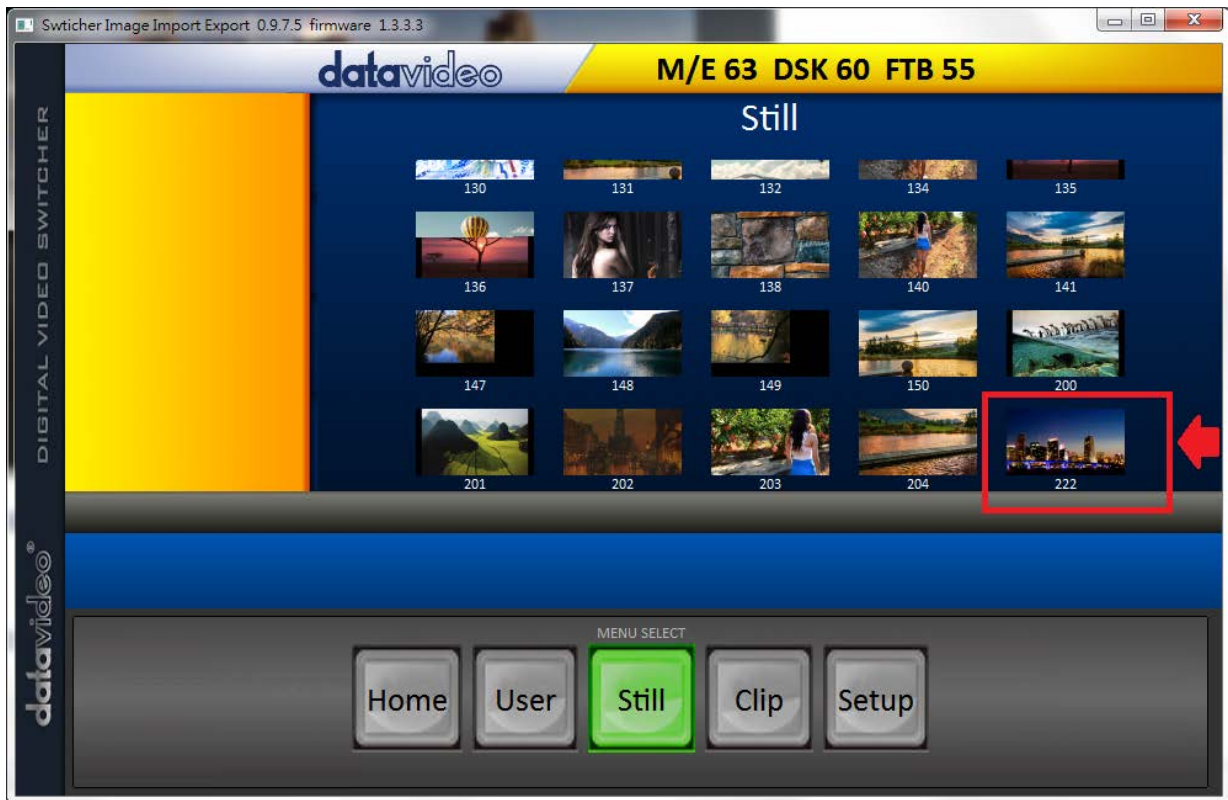 Swticher Image Import Export 0.9.7.5 firmware 1.3.3.3
datavideo
M/E 63 DSK 60 FTB 55
DIGITAL VIDEO SWITCHER
datavideo®
Still
130 131 132 134 135
136 137 138 140 141
147 148 149 150 200
201 202 203 204 222
MENU SELECT
Home User Still Clip Setup